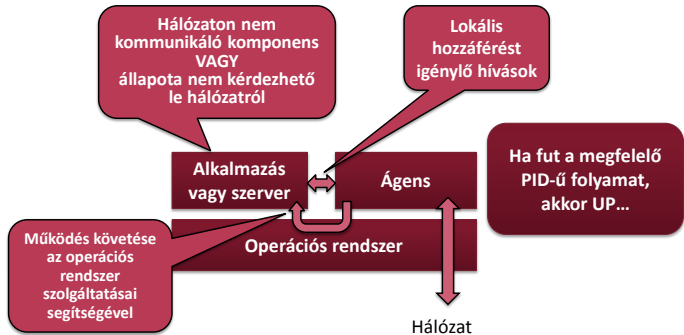 Hálózaton nem
kommunikáló komponens
VAGY
állapota nem kérdezhető
le hálózatról
Lokális
hozzáférést
igénylő hívások
Alkalmazás
vagy szerver
Ágens
Ha fut a megfelelő
PID-ű folyamat,
akkor UP…
Működés követése
az operációs
rendszer
szolgáltatásai
segítségével
Operációs rendszer
Hálózat